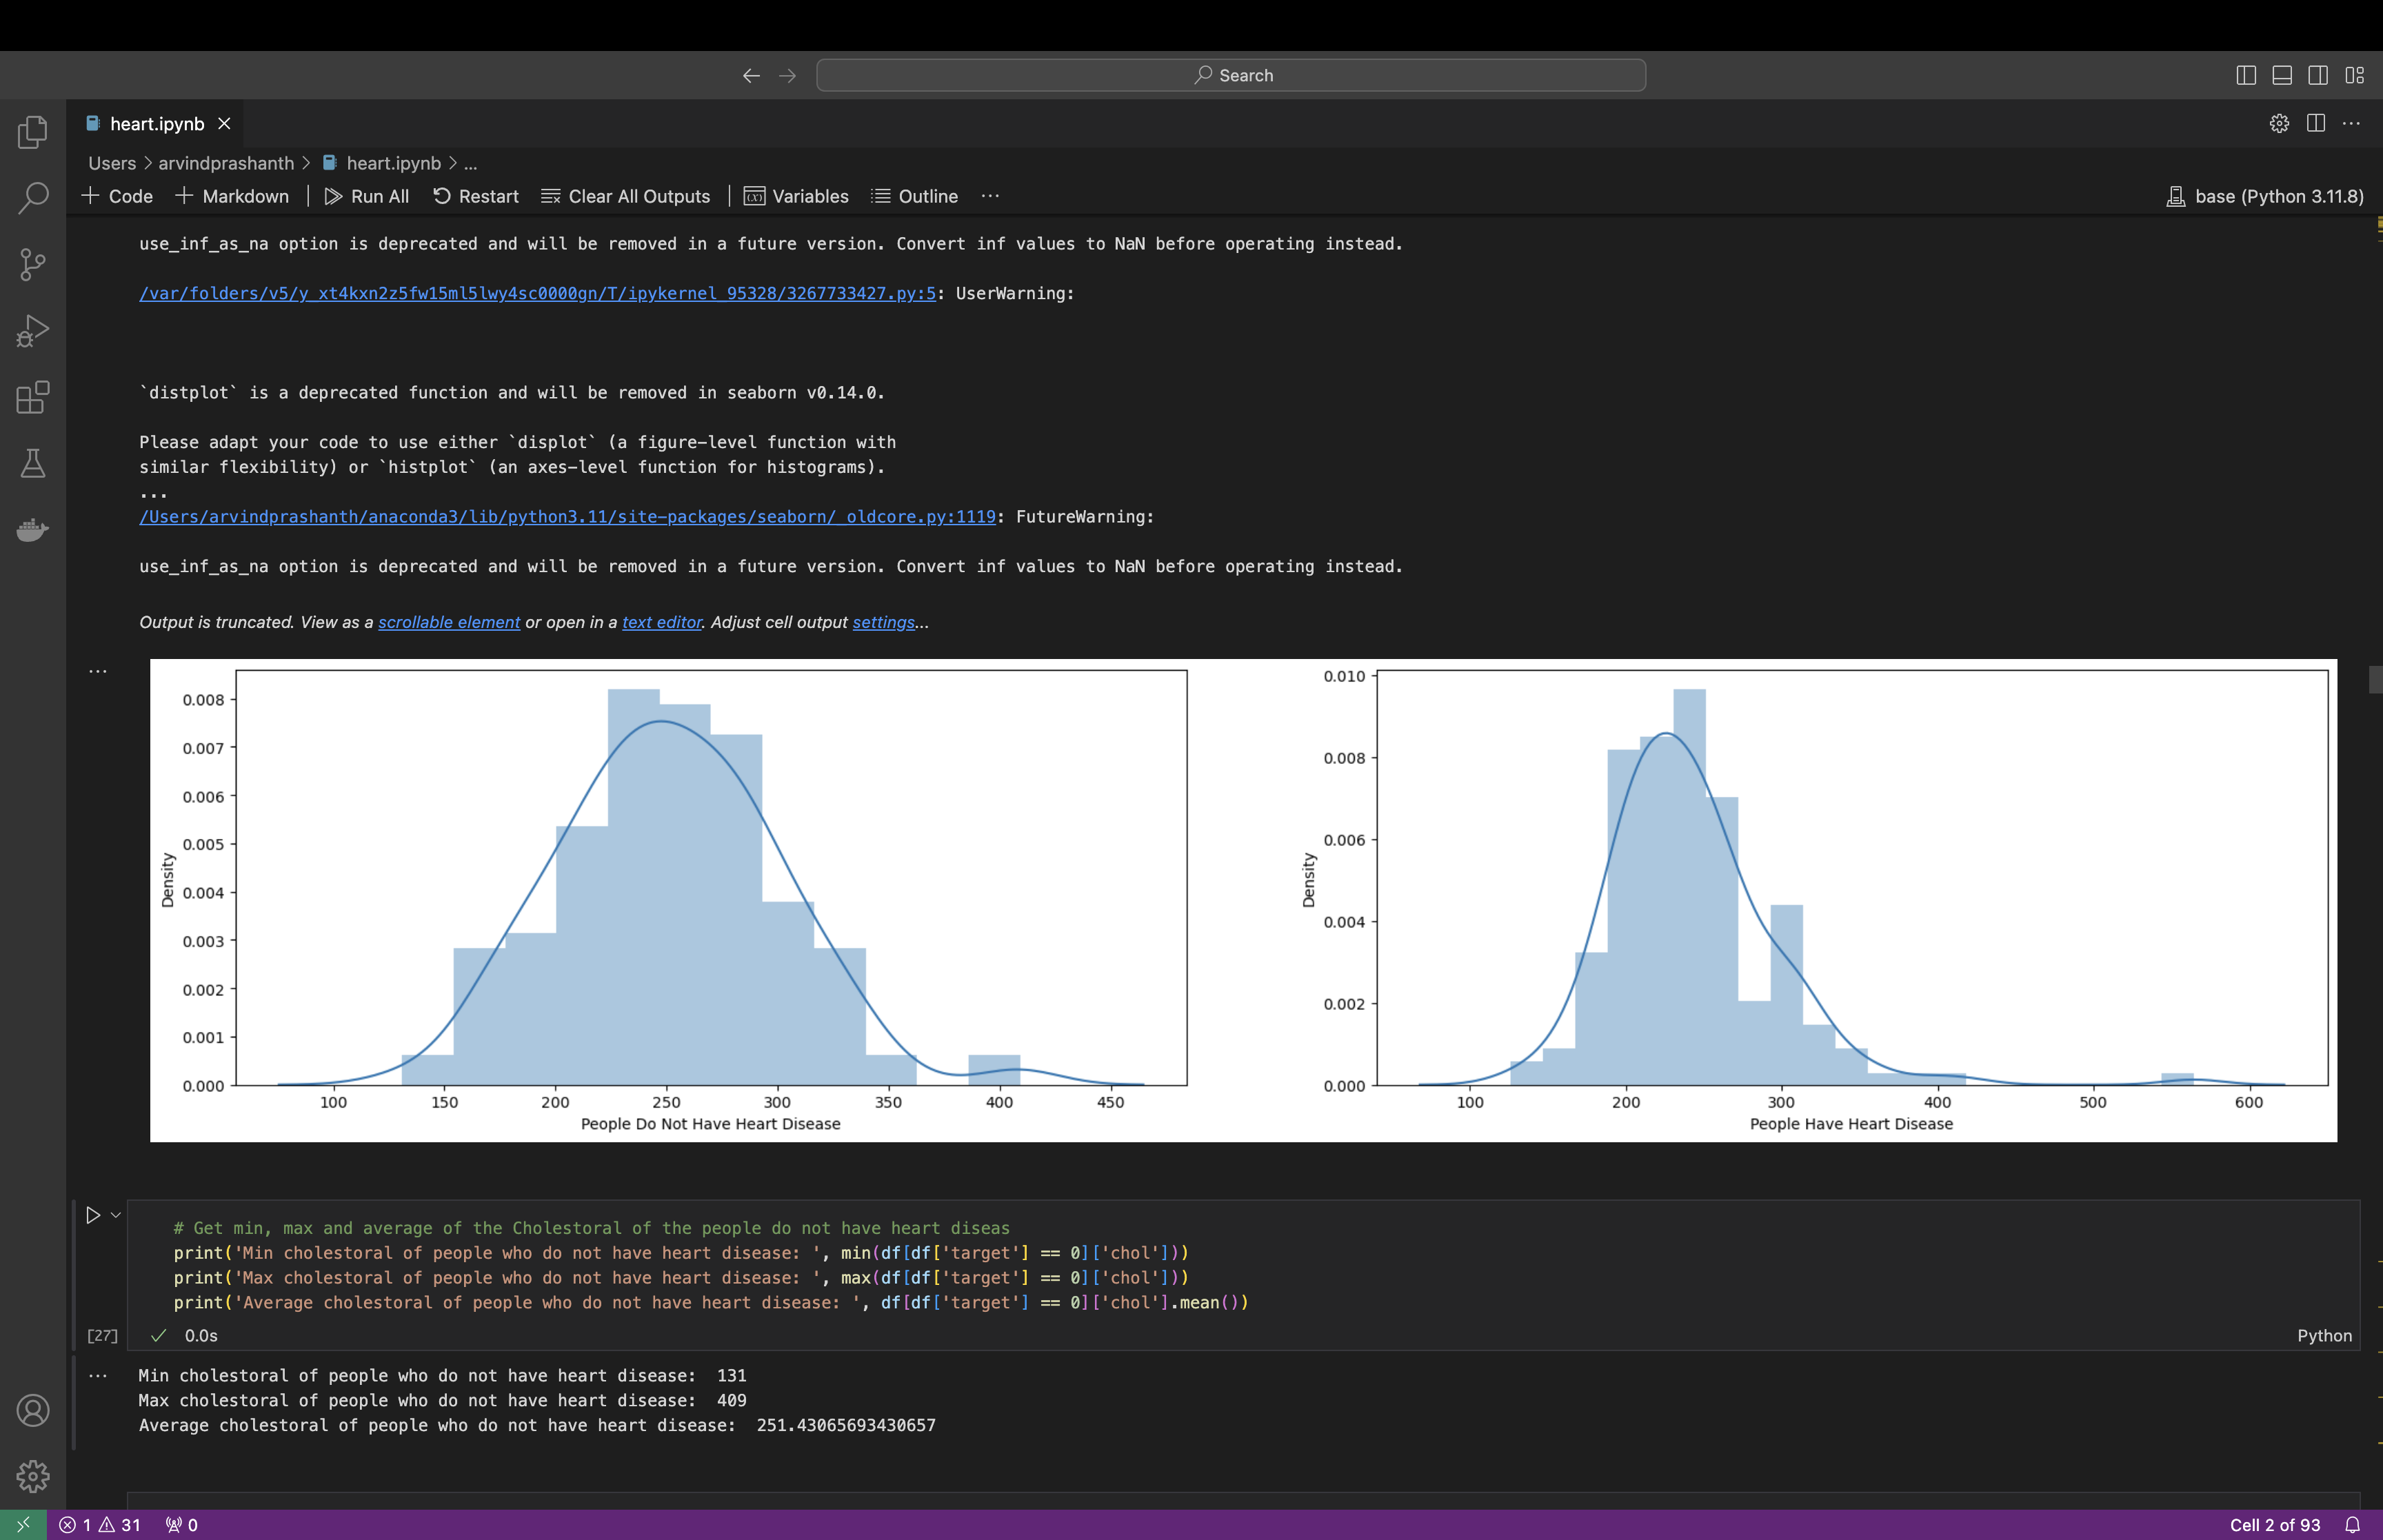 Search
heart.ipynb
Users > arvindprashanth > heart.ipynb > ...
+ Code + Markdown | Run All Restart Clear All Outputs | Variables Outline ... base (Python 3.11.8)
use_inf_as_na option is deprecated and will be removed in a future version. Convert inf values to NaN before operating instead.
/var/folders/v5/y_xt4kxn2z5fw15ml5lwy4sc0000gn/T/ipykernel_95328/3267733427.py:5: UserWarning:
`distplot` is a deprecated function and will be removed in seaborn v0.14.0.
Please adapt your code to use either `displot` (a figure-level function with
similar flexibility) or `histplot` (an axes-level function for histograms).
...
/Users/arvindprashanth/anaconda3/lib/python3.11/site-packages/seaborn/_oldcore.py:1119: FutureWarning:
use_inf_as_na option is deprecated and will be removed in a future version. Convert inf values to NaN before operating instead.
Output is truncated. View as a scrollable element or open in a text editor. Adjust cell output settings...
0.008
0.007
0.006
0.005
0.004
0.003
0.002
0.001
0.000
Density
100 150 200 250 300 350 400 450
People Do Not Have Heart Disease
0.010
0.008
0.006
0.004
0.002
0.000
Density
100 200 300 400 500 600
People Have Heart Disease
# Get min, max and average of the Cholestoral of the people do not have heart diseas
print('Min cholestoral of people who do not have heart disease: ', min(df[df['target'] == 0]['chol']))
print('Max cholestoral of people who do not have heart disease: ', max(df[df['target'] == 0]['chol']))
print('Average cholestoral of people who do not have heart disease: ', df[df['target'] == 0]['chol'].mean())
[27] 0.0s Python
Min cholestoral of people who do not have heart disease:  131
Max cholestoral of people who do not have heart disease:  409
Average cholestoral of people who do not have heart disease:  251.43065693430657
1 31 0 Cell 2 of 93